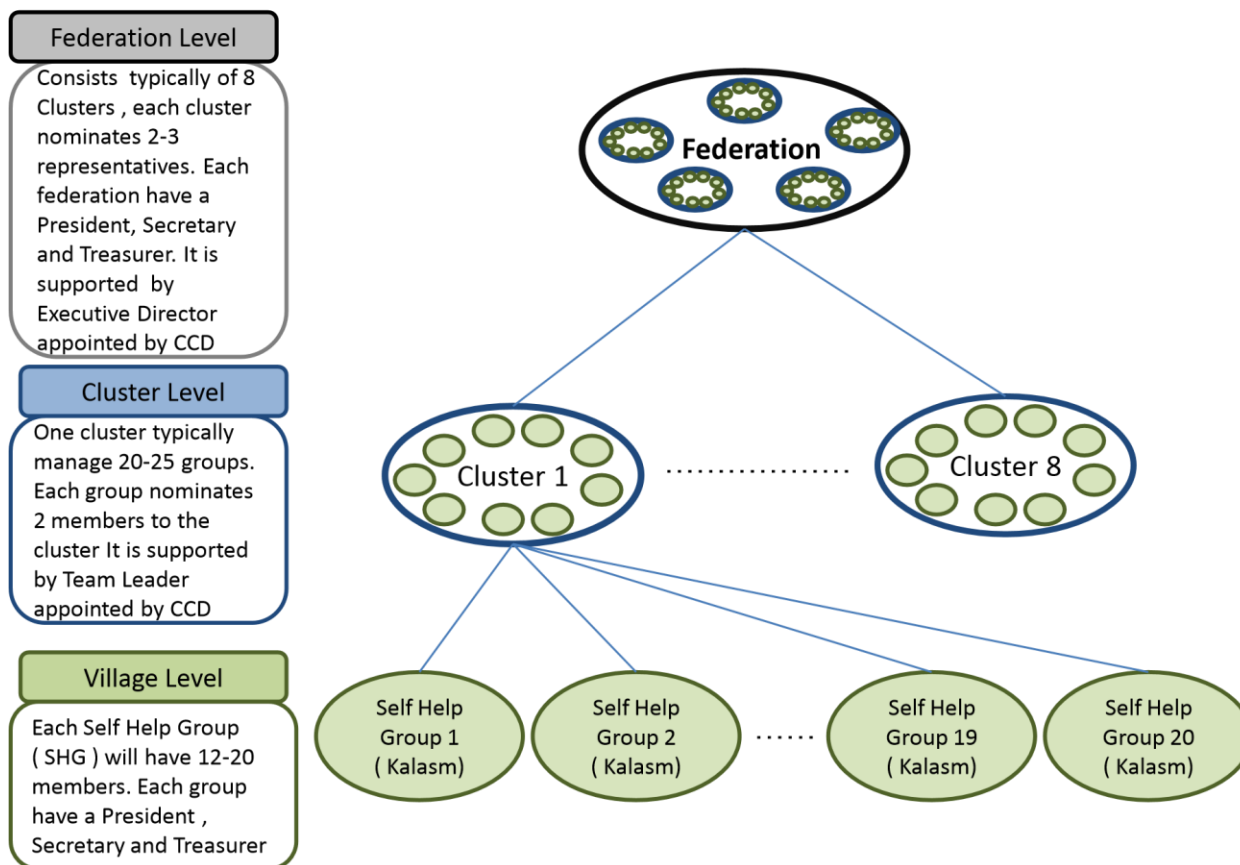 Federation Level
Consists typically of 8
Clusters , each cluster
nominates 2-3
representatives. Each
federation have a
President, Secretary
and Treasurer. It is
supported by
Executive Director
appointed by CCD
Federation
Cluster Level
One cluster typically
manage 20-25 groups.
Each group nominates
2 members to the
cluster It is supported
by Team Leader
appointed by CCD
Cluster 1
Cluster 8
Village Level
Each Self Help Group
( SHG ) will have 12-20
members. Each group
have a President ,
Secretary and Treasurer
Self Help
Group 1
( Kalasm)
Self Help
Group 2
( Kalasm)
Self Help
Group 19
( Kalasm)
Self Help
Group 20
( Kalasm)